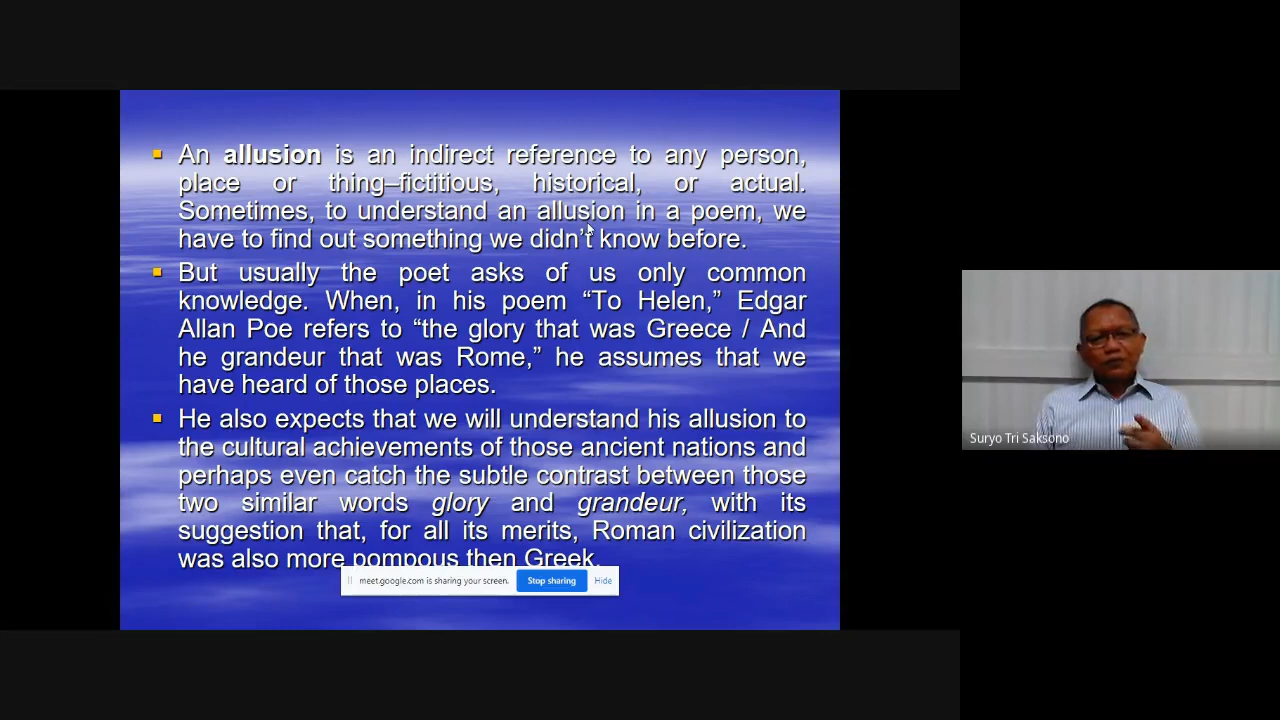 An allusion is an indirect reference to any person,
place or thing–fictitious, historical, or actual.
Sometimes, to understand an allusion in a poem, we
have to find out something we didn’t know before.
But usually the poet asks of us only common
knowledge. When, in his poem “To Helen,” Edgar
Allan Poe refers to “the glory that was Greece / And
he grandeur that was Rome,” he assumes that we
have heard of those places.
He also expects that we will understand his allusion to
the cultural achievements of those ancient nations and
perhaps even catch the subtle contrast between those
two similar words glory and grandeur, with its
suggestion that, for all its merits, Roman civilization
was also more pompous then Greek.
meet.google.com is sharing your screen.
Stop sharing
Hide
Suryo Tri Saksono